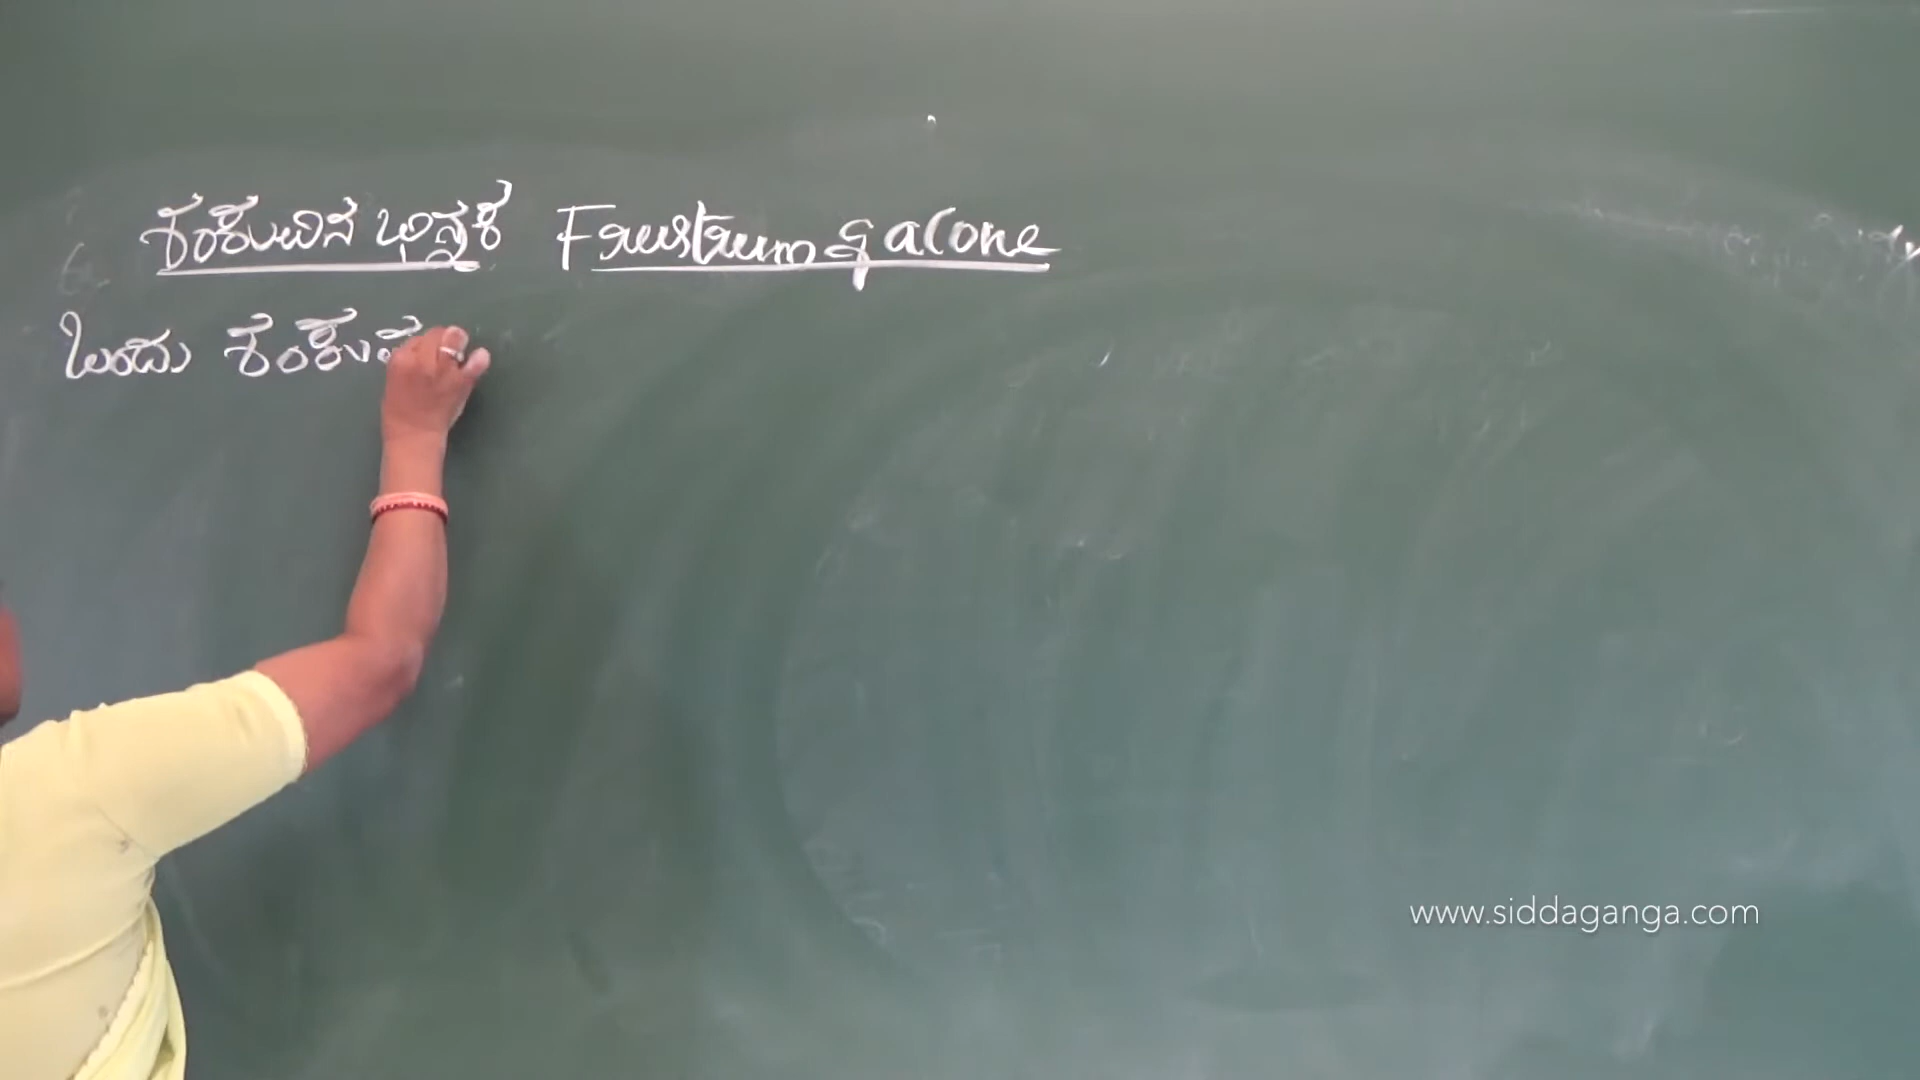 ಶಂಕುವಿನ ಭಿನ್ನಕ Frustum of a Cone
ಒಂದು ಶಂಕುವ
www.siddaganga.com